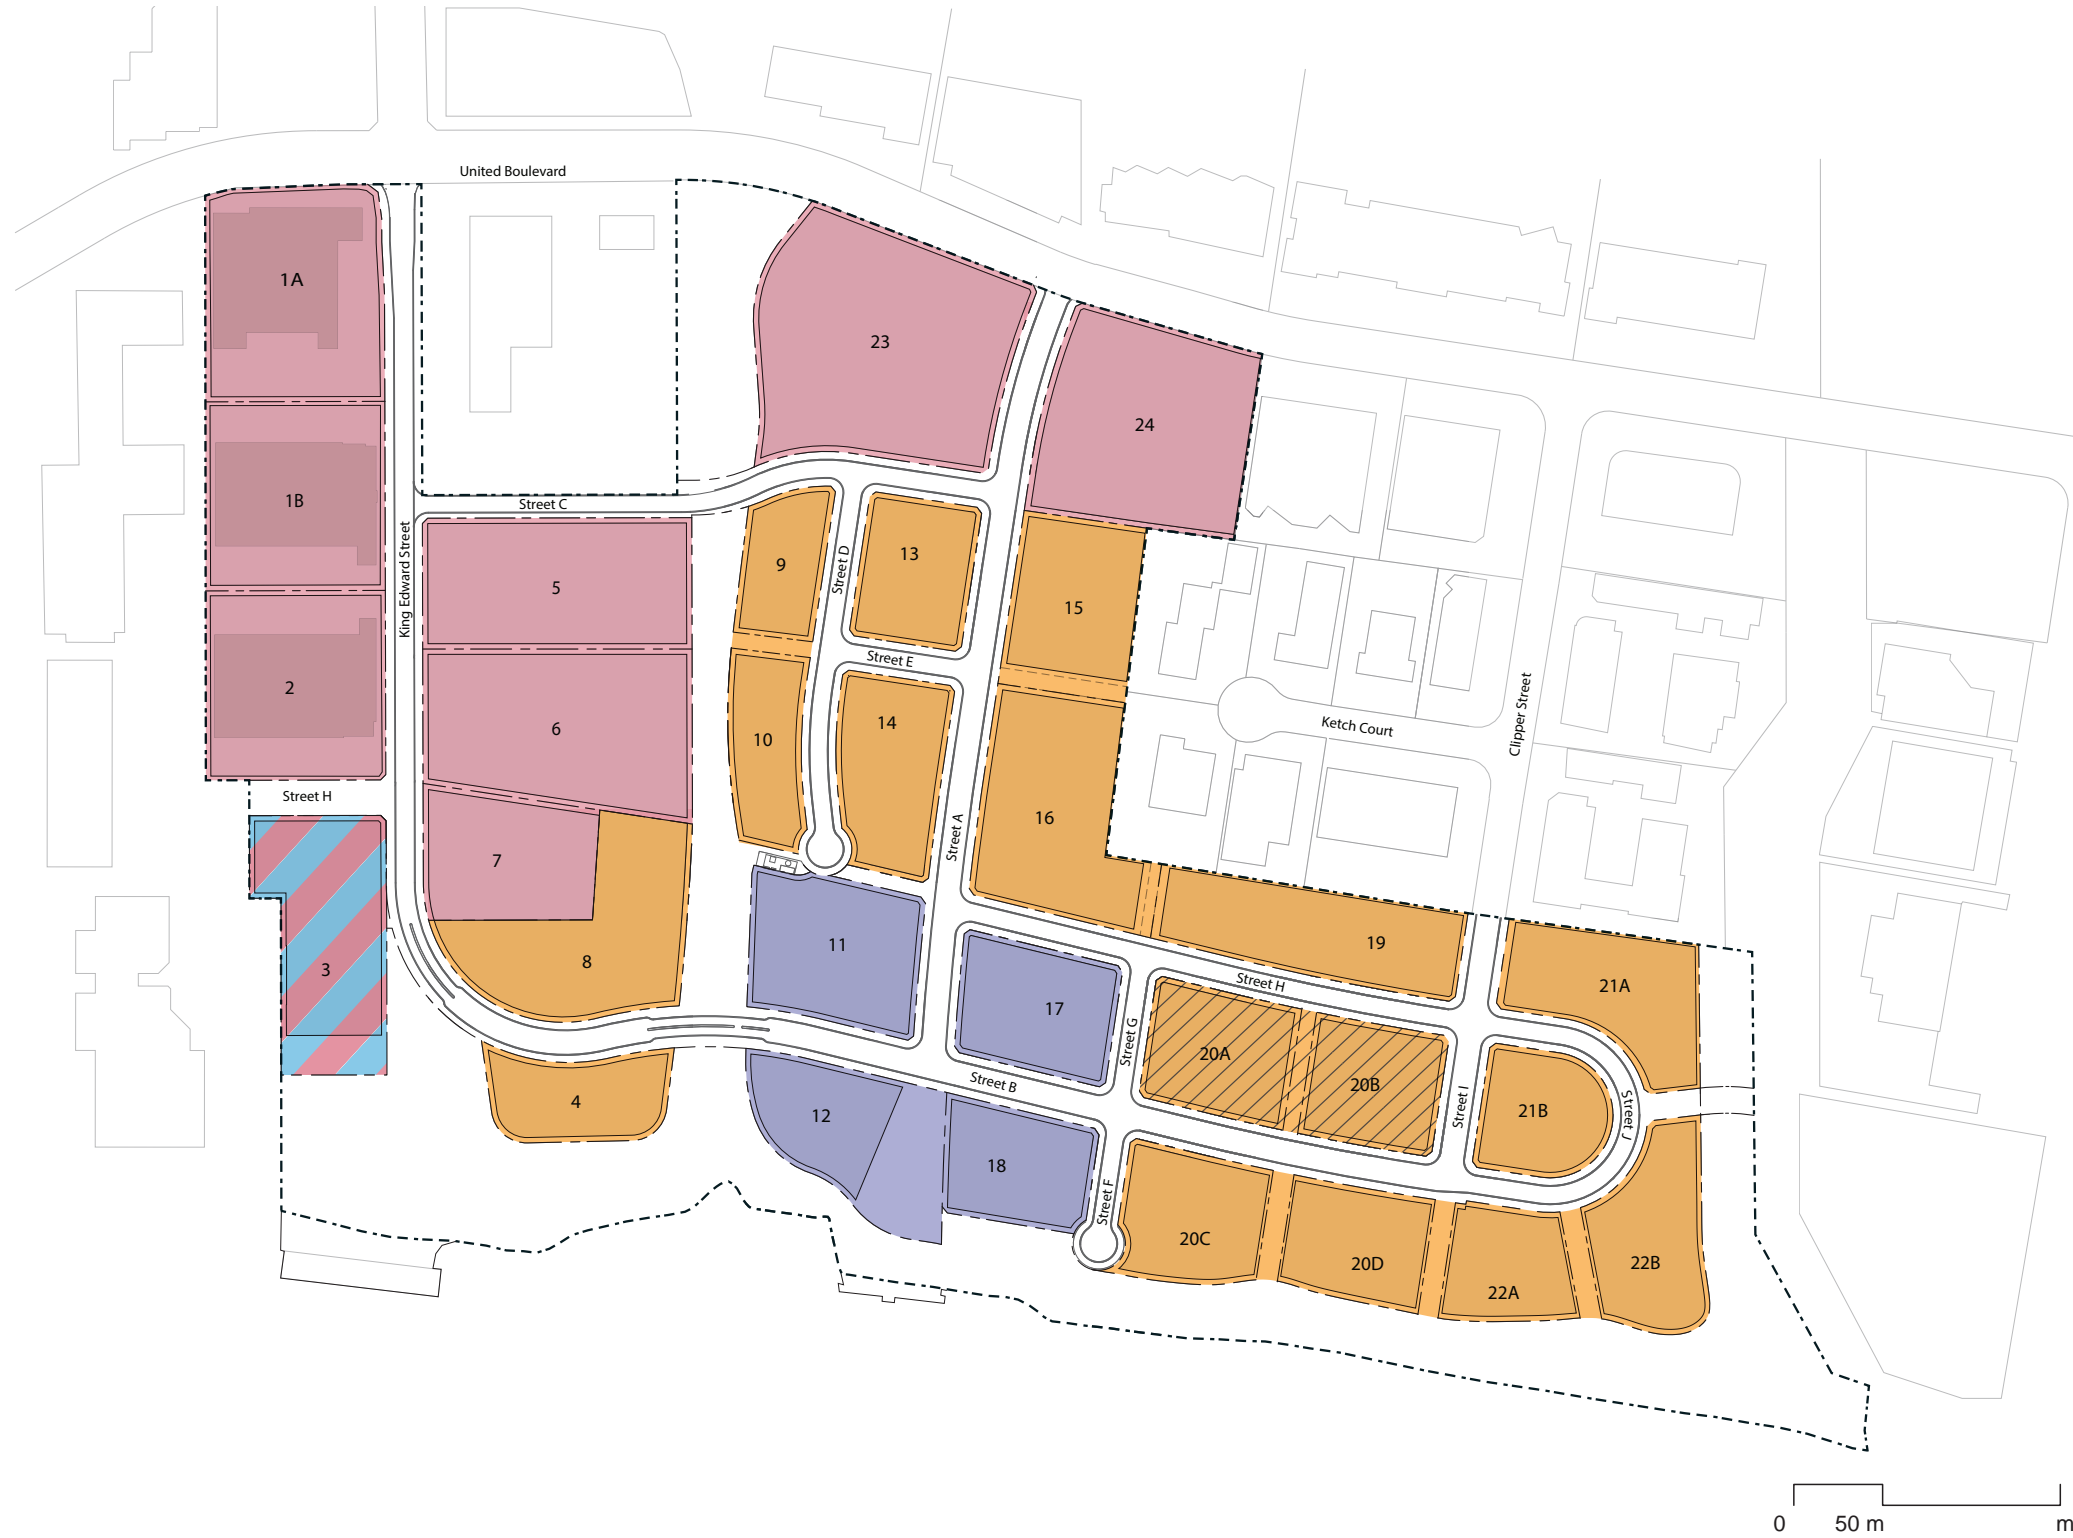 United Boulevard
1A
23
24
1B
Street C
King Edward Street
5
9
Street D
13
15
Street E
2
6
10
14
Ketch Court
Clipper Street
Street H
7
16
Street A
3
8
11
17
19
Street H
21A
Street G
20A
20B
Street B
4
12
18
Street I
21B
Street J
Street F
20C
20D
22A
22B
0
50 m
m